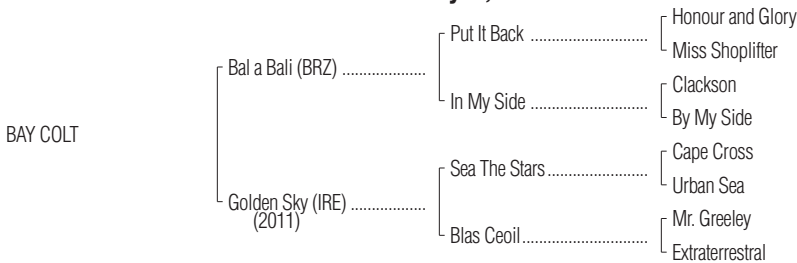 Honour and Glory
Put It Back ............................
Miss Shoplifter
Bal a Bali (BRZ) ....................
Clackson
In My Side ............................
By My Side
BAY COLT
Cape Cross
Sea The Stars ........................
Urban Sea
Golden Sky (IRE) ..................
(2011)
Mr. Greeley
Blas Ceoil ..............................
Extraterrestral